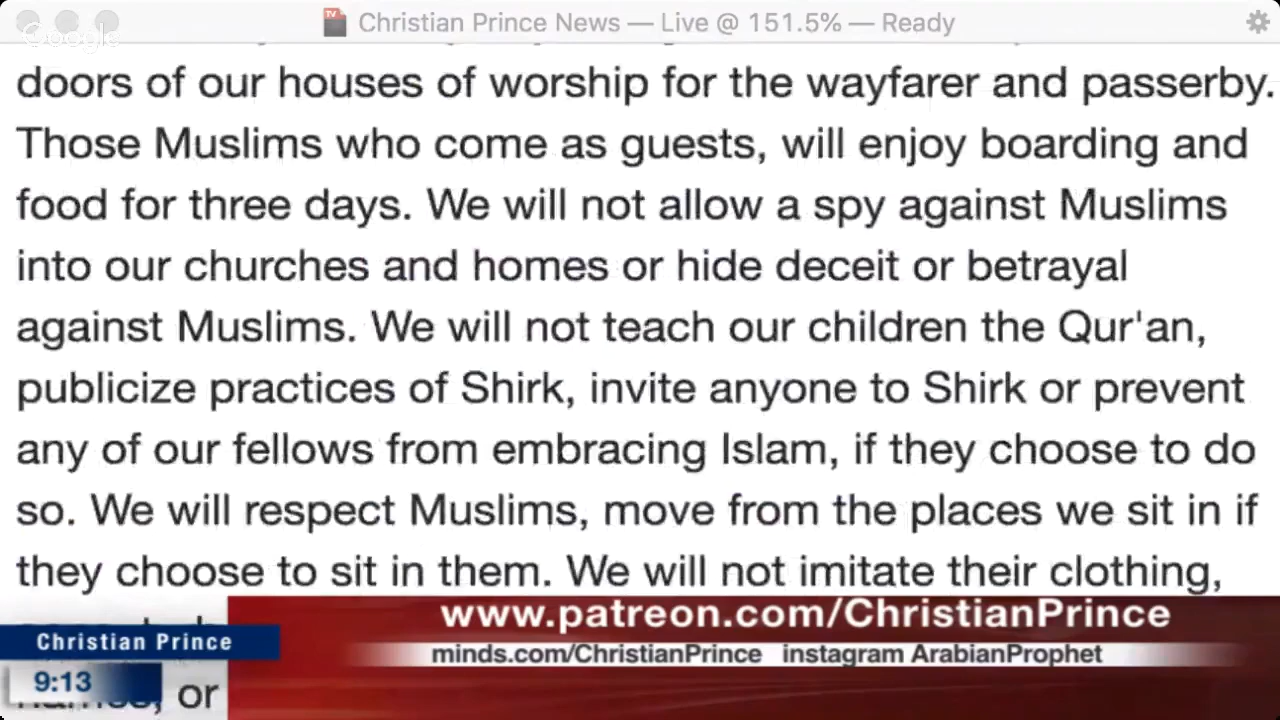 Christian Prince News — Live @ 151.5% — Ready
Google
doors of our houses of worship for the wayfarer and passerby.
Those Muslims who come as guests, will enjoy boarding and
food for three days. We will not allow a spy against Muslims
into our churches and homes or hide deceit or betrayal
against Muslims. We will not teach our children the Qur'an,
publicize practices of Shirk, invite anyone to Shirk or prevent
any of our fellows from embracing Islam, if they choose to do
so. We will respect Muslims, move from the places we sit in if
they choose to sit in them. We will not imitate their clothing,
www.patreon.com/ChristianPrince
Christian Prince
minds.com/ChristianPrince instagram ArabianProphet
9:13
or